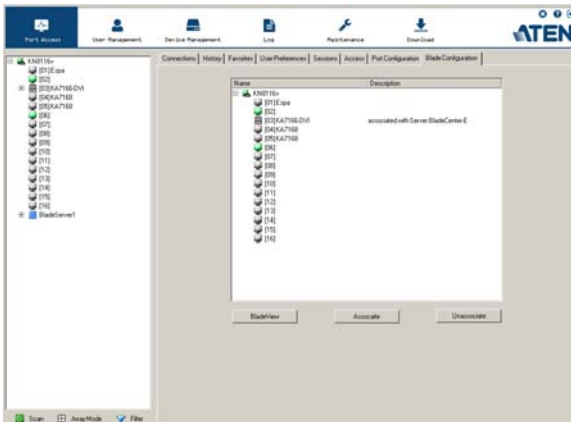 Port Access
User Management
Device Management
Log
Maintenance
Download
ATEN
Connections | History | Favorites | User Preferences | Sessions | Access | Port Configuration | Blade Configuration
KN8116v
[01]Espa
[02]
[03]KA7166-DVI
[04]KA7168
[05]KA7168
[06]
[07]
[08]
[09]
[10]
[11]
[12]
[13]
[14]
[15]
[16]
BladeServer1
Name Description
KN8116v
[01]Espa
[02]
[03]KA7166-DVI associated with Server:BladeCenter-E
[04]KA7168
[05]KA7168
[06]
[07]
[08]
[09]
[10]
[11]
[12]
[13]
[14]
[15]
[16]
BladeView
Associate
Unassociate
Scan
Array Mode
Filter